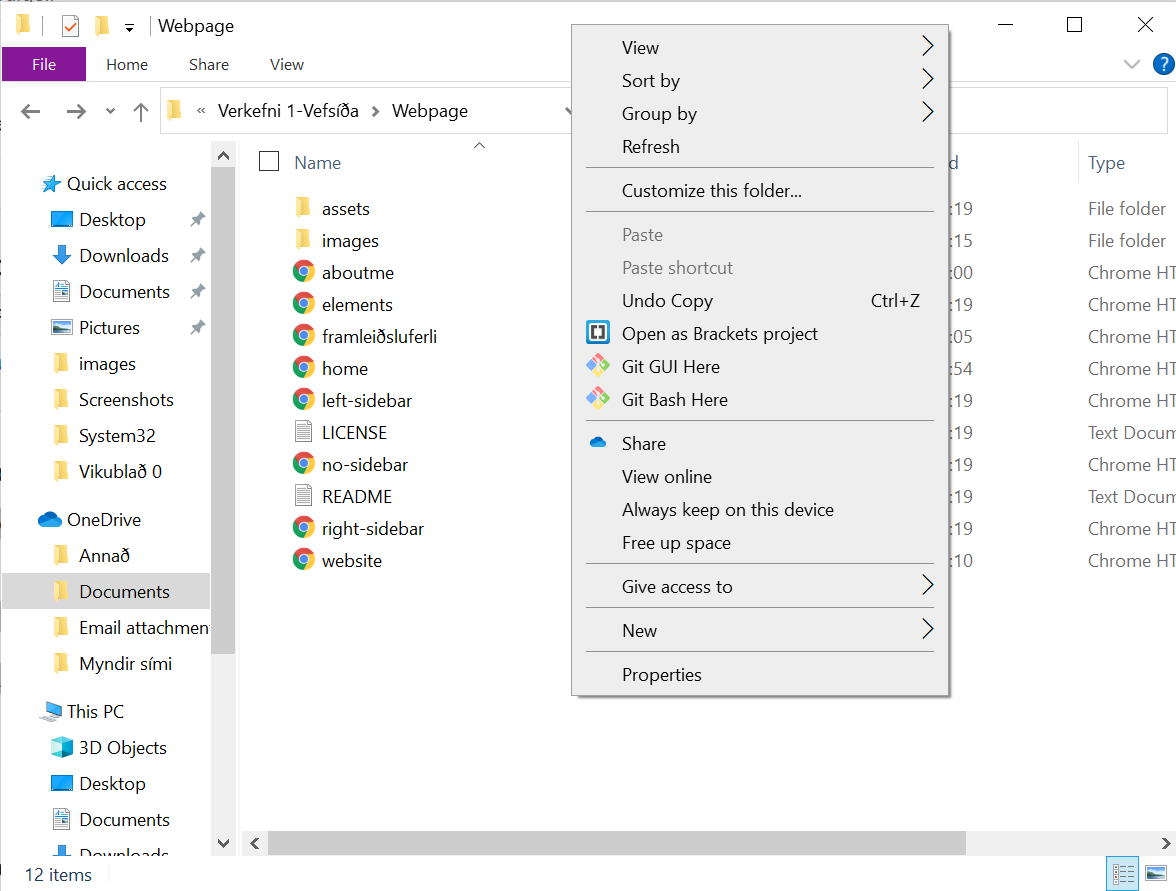 Webpage
File Home Share View
« Verkefni 1-Vefsíða > Webpage
Quick access
Desktop
Downloads
Documents
Pictures
images
Screenshots
System32
Vikublað 0
OneDrive
Annað
Documents
Email attachmen
Myndir sími
This PC
3D Objects
Desktop
Documents
Downloads
12 items
Name
assets
images
aboutme
elements
framleiðsluferli
home
left-sidebar
LICENSE
no-sidebar
README
right-sidebar
website
View
Sort by
Group by
Refresh
Customize this folder...
Paste
Paste shortcut
Undo Copy Ctrl+Z
Open as Brackets project
Git GUI Here
Git Bash Here
Share
View online
Always keep on this device
Free up space
Give access to
New
Properties
d
:19
:15
:00
:19
:05
:54
:19
:19
:19
:19
:19
:10
Type
File folder
File folder
Chrome HT
Chrome HT
Chrome HT
Chrome HT
Chrome HT
Text Docum
Chrome HT
Text Docum
Chrome HT
Chrome HT